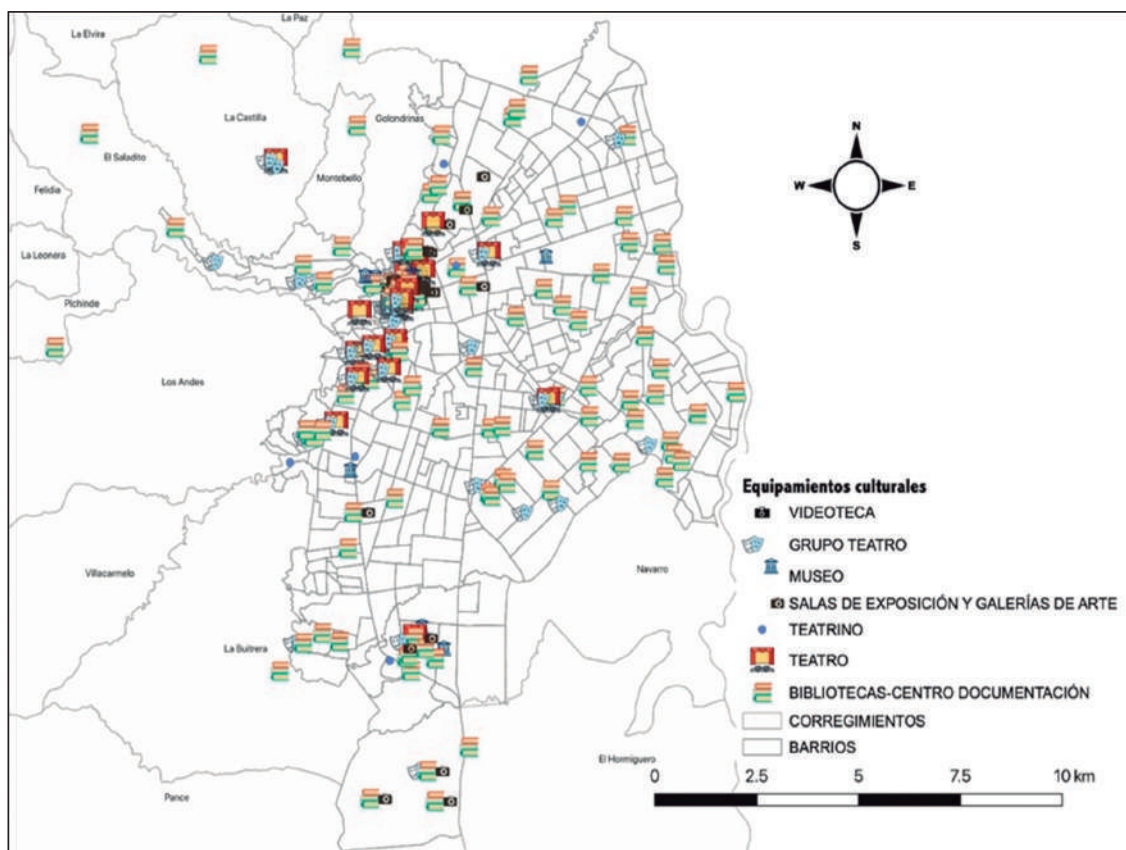 La Paz
La Elvira
La Castilla
Golondrinas
El Saladito
Montebello
Felidia
La Leonera
Pichinde
Los Andes
Villacarmelo
Navarro
La Buitrera
El Hormiguero
Pance
N
W E
S
Equipamientos culturales
VIDEOTECA
GRUPO TEATRO
MUSEO
SALAS DE EXPOSICIÓN Y GALERÍAS DE ARTE
TEATRINO
TEATRO
BIBLIOTECAS-CENTRO DOCUMENTACIÓN
CORREGIMIENTOS
BARRIOS
0 2.5 5 7.5 10 km